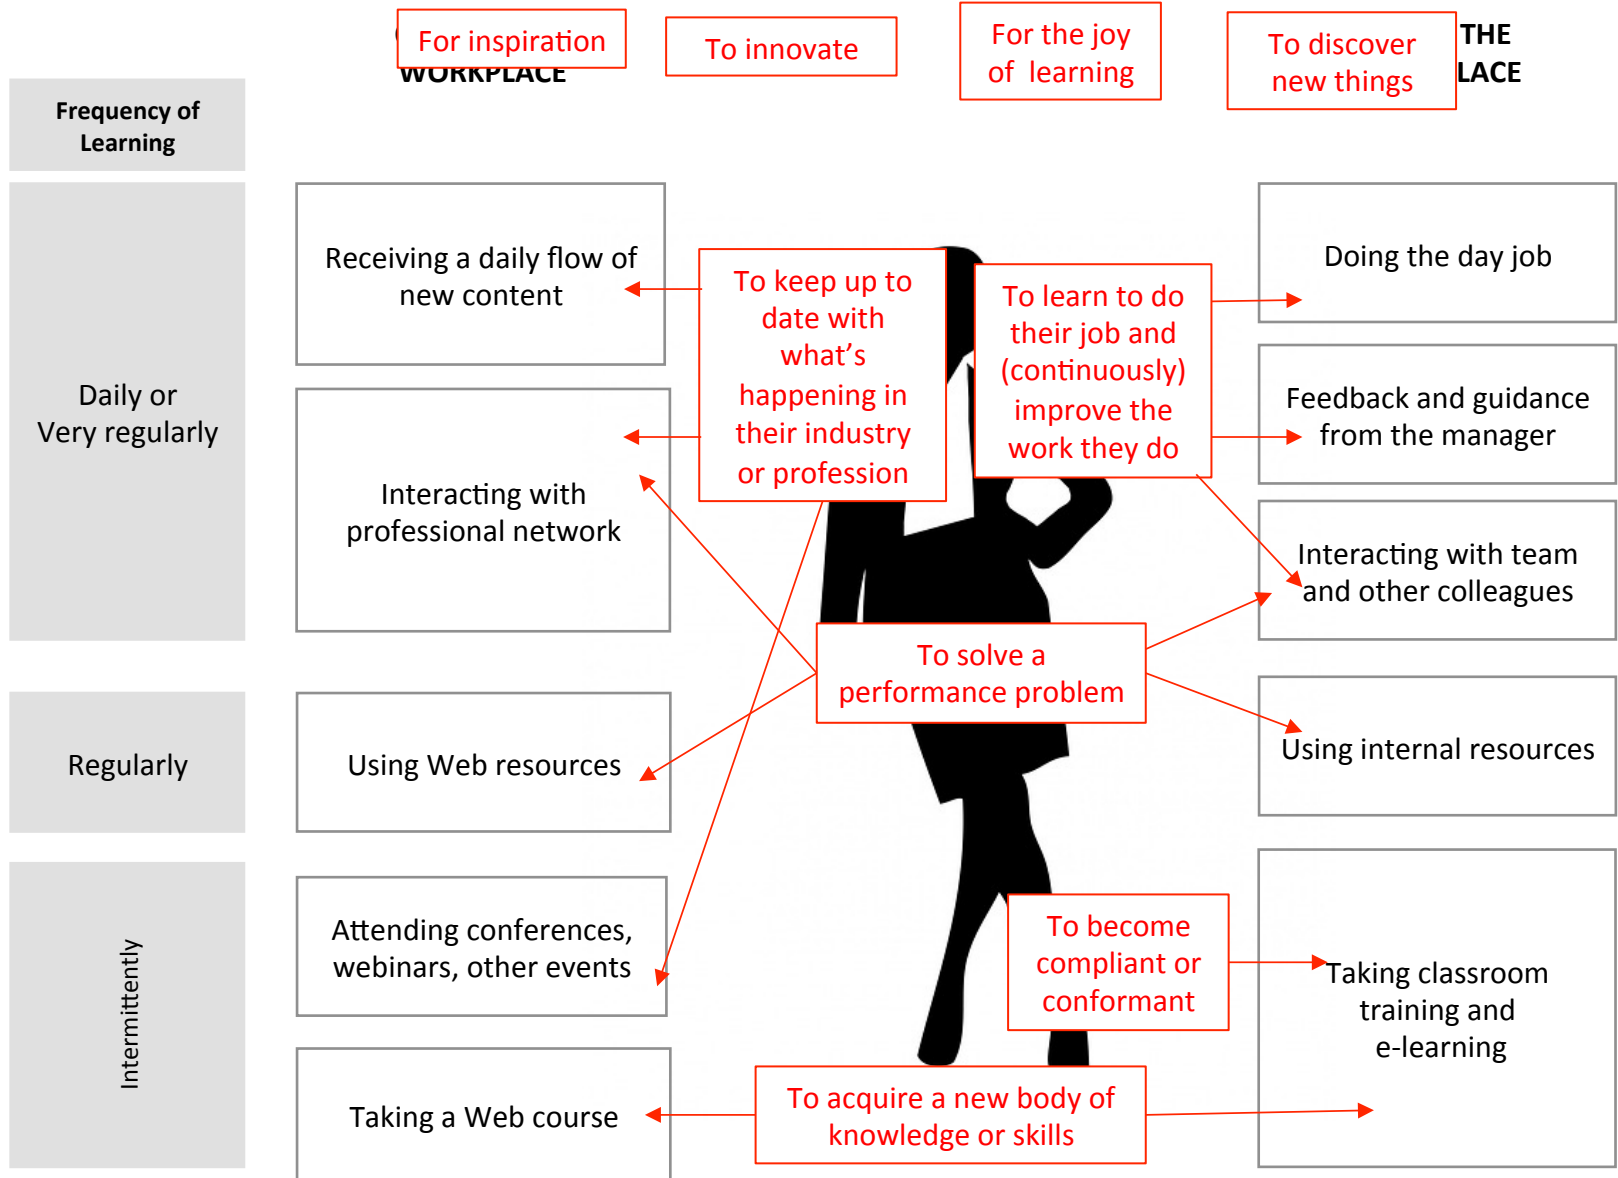 For inspiration
To innovate
For the joy
of learning
To discover
new things
THE
LACE
WORKPLACE
Frequency of
Learning
Daily or
Very regularly
Regularly
Intermittently
Receiving a daily flow of
new content
Interacting with
professional network
Using Web resources
Attending conferences,
webinars, other events
Taking a Web course
To keep up to
date with
what's
happening in
their industry
or profession
To learn to do
their job and
(continuously)
improve the
work they do
To solve a
performance problem
To become
compliant or
conformant
To acquire a new body of
knowledge or skills
Doing the day job
Feedback and guidance
from the manager
Interacting with team
and other colleagues
Using internal resources
Taking classroom
training and
e-learning